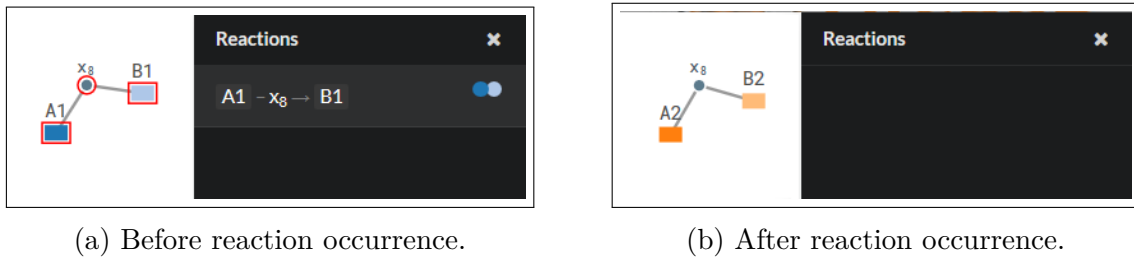 Reactions ×
x8
B1
A1
A1 – x8 → B1
(a) Before reaction occurrence.
Reactions ×
x8
B2
A2
(b) After reaction occurrence.